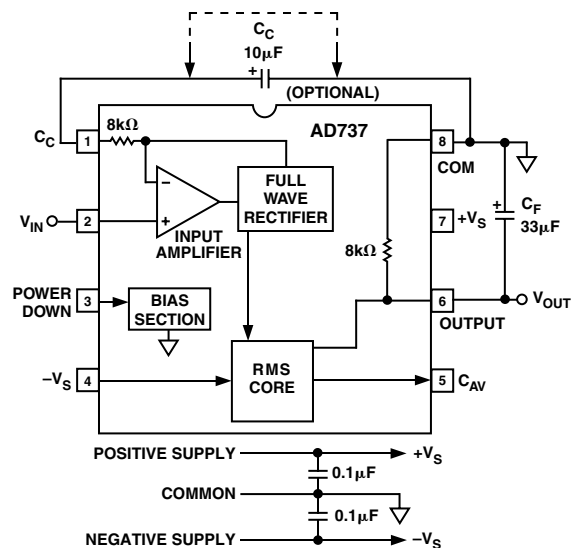 C_C
10µF
+
(OPTIONAL)
AD737
C_C
1
8kΩ
8
COM
FULL
WAVE
RECTIFIER
−
+
INPUT
AMPLIFIER
V_IN
2
7
+V_S
C_F
33µF
+
8kΩ
POWER
DOWN
3
BIAS
SECTION
6
OUTPUT
V_OUT
−V_S
4
RMS
CORE
5
C_AV
POSITIVE SUPPLY
+V_S
0.1µF
COMMON
0.1µF
NEGATIVE SUPPLY
−V_S